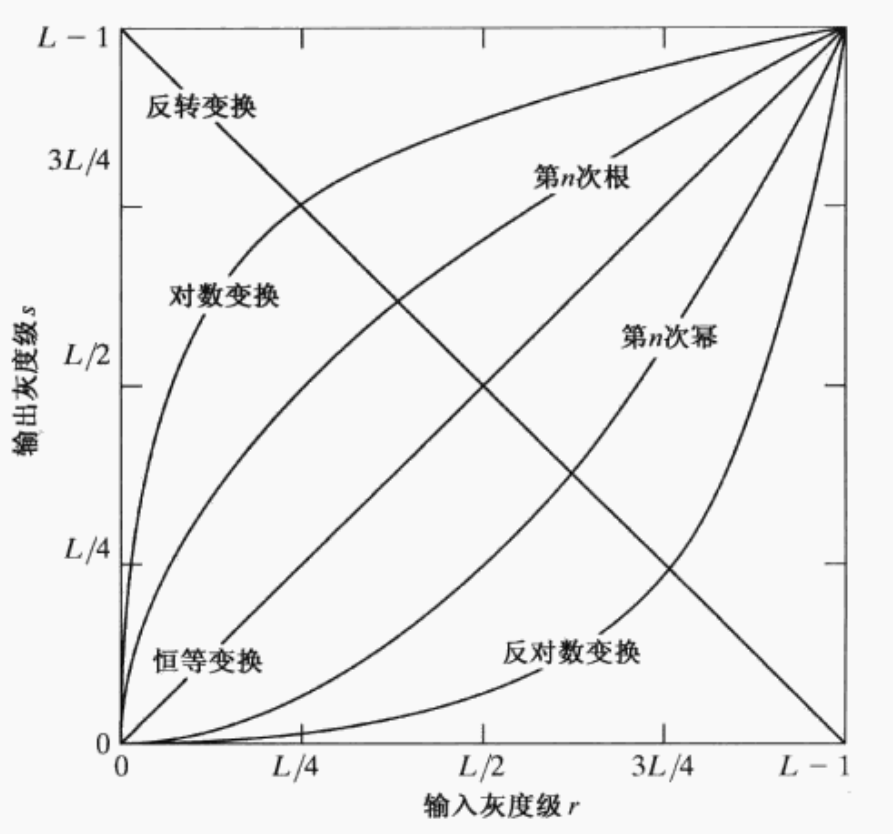 L − 1
反转变换
3L/4
第n次根
对数变换
第n次幂
L/2
输出灰度级 s
L/4
恒等变换
反对数变换
0
0 L/4 L/2 3L/4 L − 1
输入灰度级 r